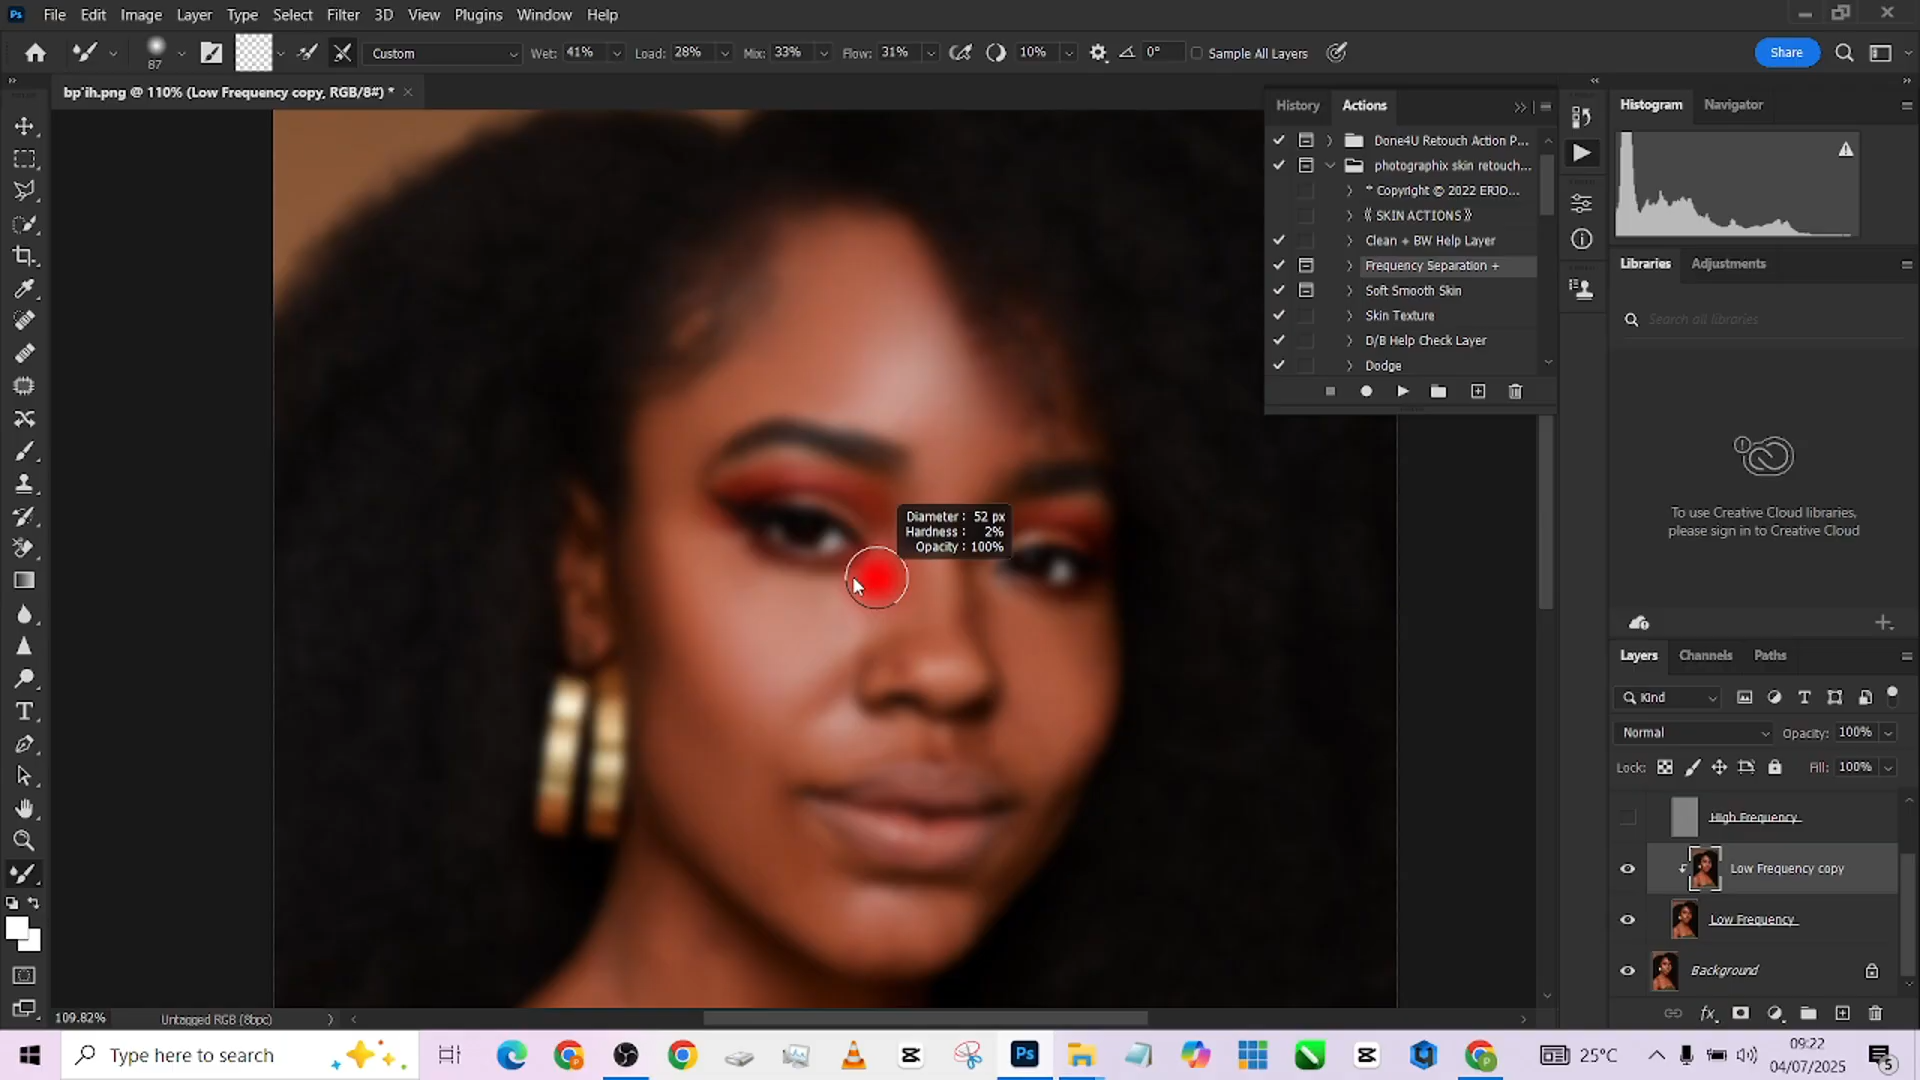 Ps File Edit Image Layer Type Select Filter 3D View Plugins Window Help
87 Custom Wet: 41% Load: 28% Mix: 33% Flow: 31% 10% 0° Sample All Layers Share
bp`ih.png @ 110% (Low Frequency copy, RGB/8#) *
History Actions
Done4U Retouch Action P...
photographix skin retouch...
* Copyright © 2022 ERJO...
⟪ SKIN ACTIONS ⟫
Clean + BW Help Layer
Frequency Separation +
Soft Smooth Skin
Skin Texture
D/B Help Check Layer
Dodge
Histogram Navigator
Libraries Adjustments
Search all libraries
To use Creative Cloud libraries,
please sign in to Creative Cloud
Diameter: 52 px
Hardness: 2%
Opacity: 100%
Layers Channels Paths
Kind
Normal Opacity: 100%
Lock: Fill: 100%
High Frequency
Low Frequency copy
Low Frequency
Background
109.82% Untagged RGB (8bpc)
Type here to search
Ps
25°C
09:22
04/07/2025
5